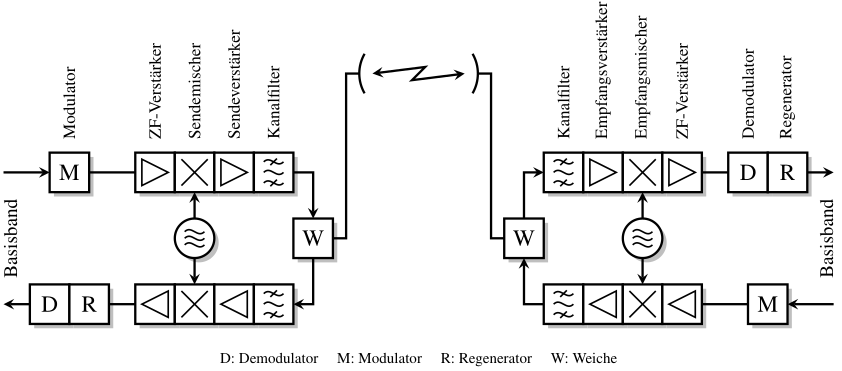 Modulator
ZF-Verstärker
Sendemischer
Sendeverstärker
Kanalfilter
Kanalfilter
Empfangsverstärker
Empfangsmischer
ZF-Verstärker
Demodulator
Regenerator
M
D R
W
W
Basisband
Basisband
D R
M
D: Demodulator M: Modulator R: Regenerator W: Weiche